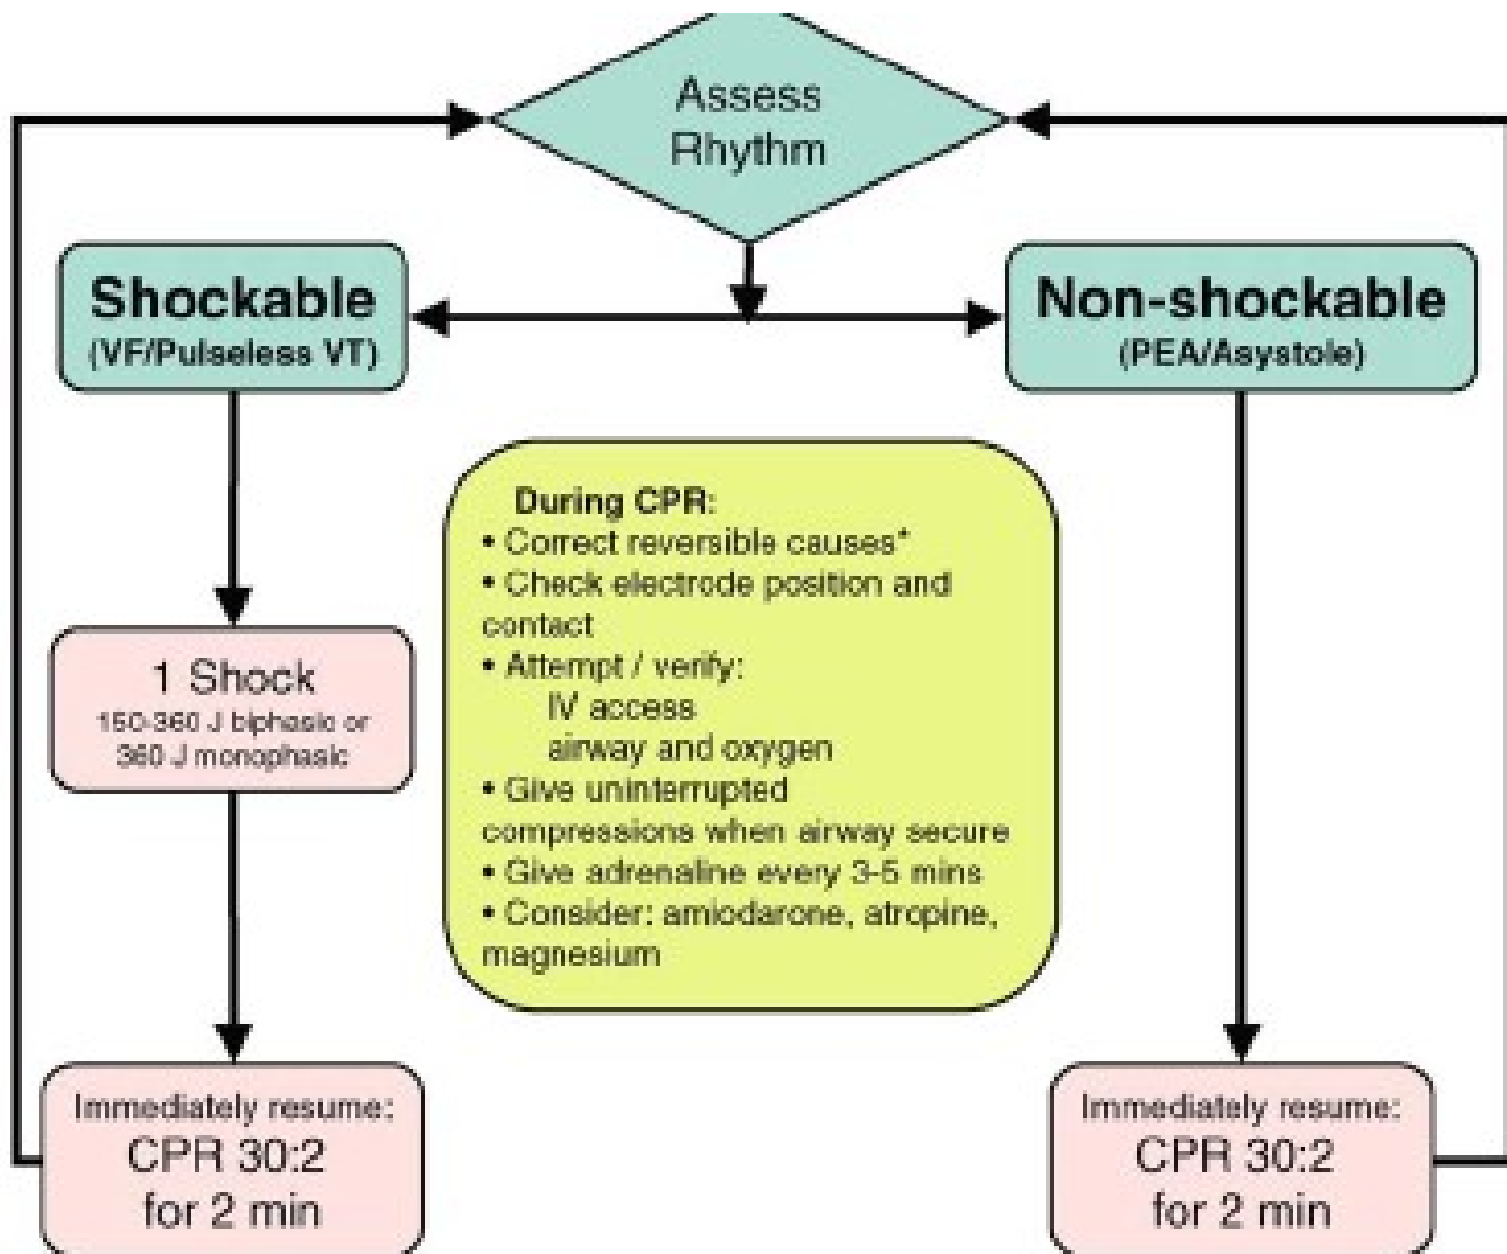 Assess
Rhythm
Shockable
(VF/Pulseless VT)
Non-shockable
(PEA/Asystole)
During CPR:
• Correct reversible causes*
• Check electrode position and
contact
• Attempt / verify:
IV access
airway and oxygen
• Give uninterrupted
compressions when airway secure
• Give adrenaline every 3-5 mins
• Consider: amiodarone, atropine,
magnesium
1 Shock
150-360 J biphasic or
360 J monophasic
Immediately resume:
CPR 30:2
for 2 min
Immediately resume:
CPR 30:2
for 2 min